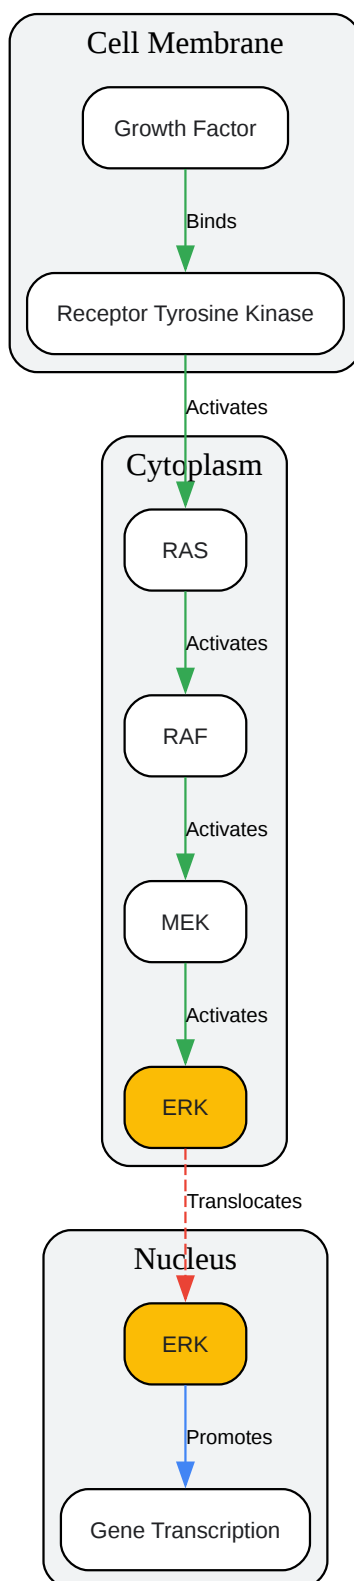 Cell Membrane
Growth Factor
Binds
Receptor Tyrosine Kinase
Activates
Cytoplasm
RAS
Activates
RAF
Activates
MEK
Activates
ERK
Translocates
Nucleus
ERK
Promotes
Gene Transcription